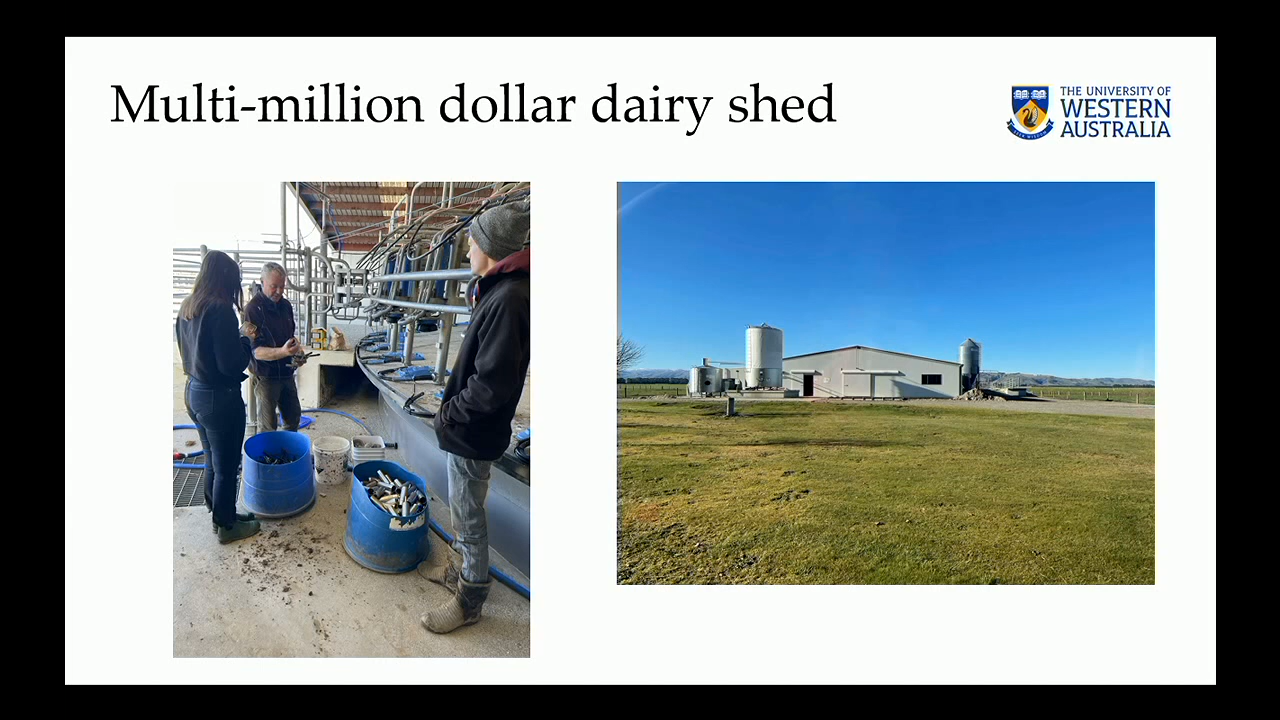 Multi-million dollar dairy shed
THE UNIVERSITY OF
WESTERN
AUSTRALIA